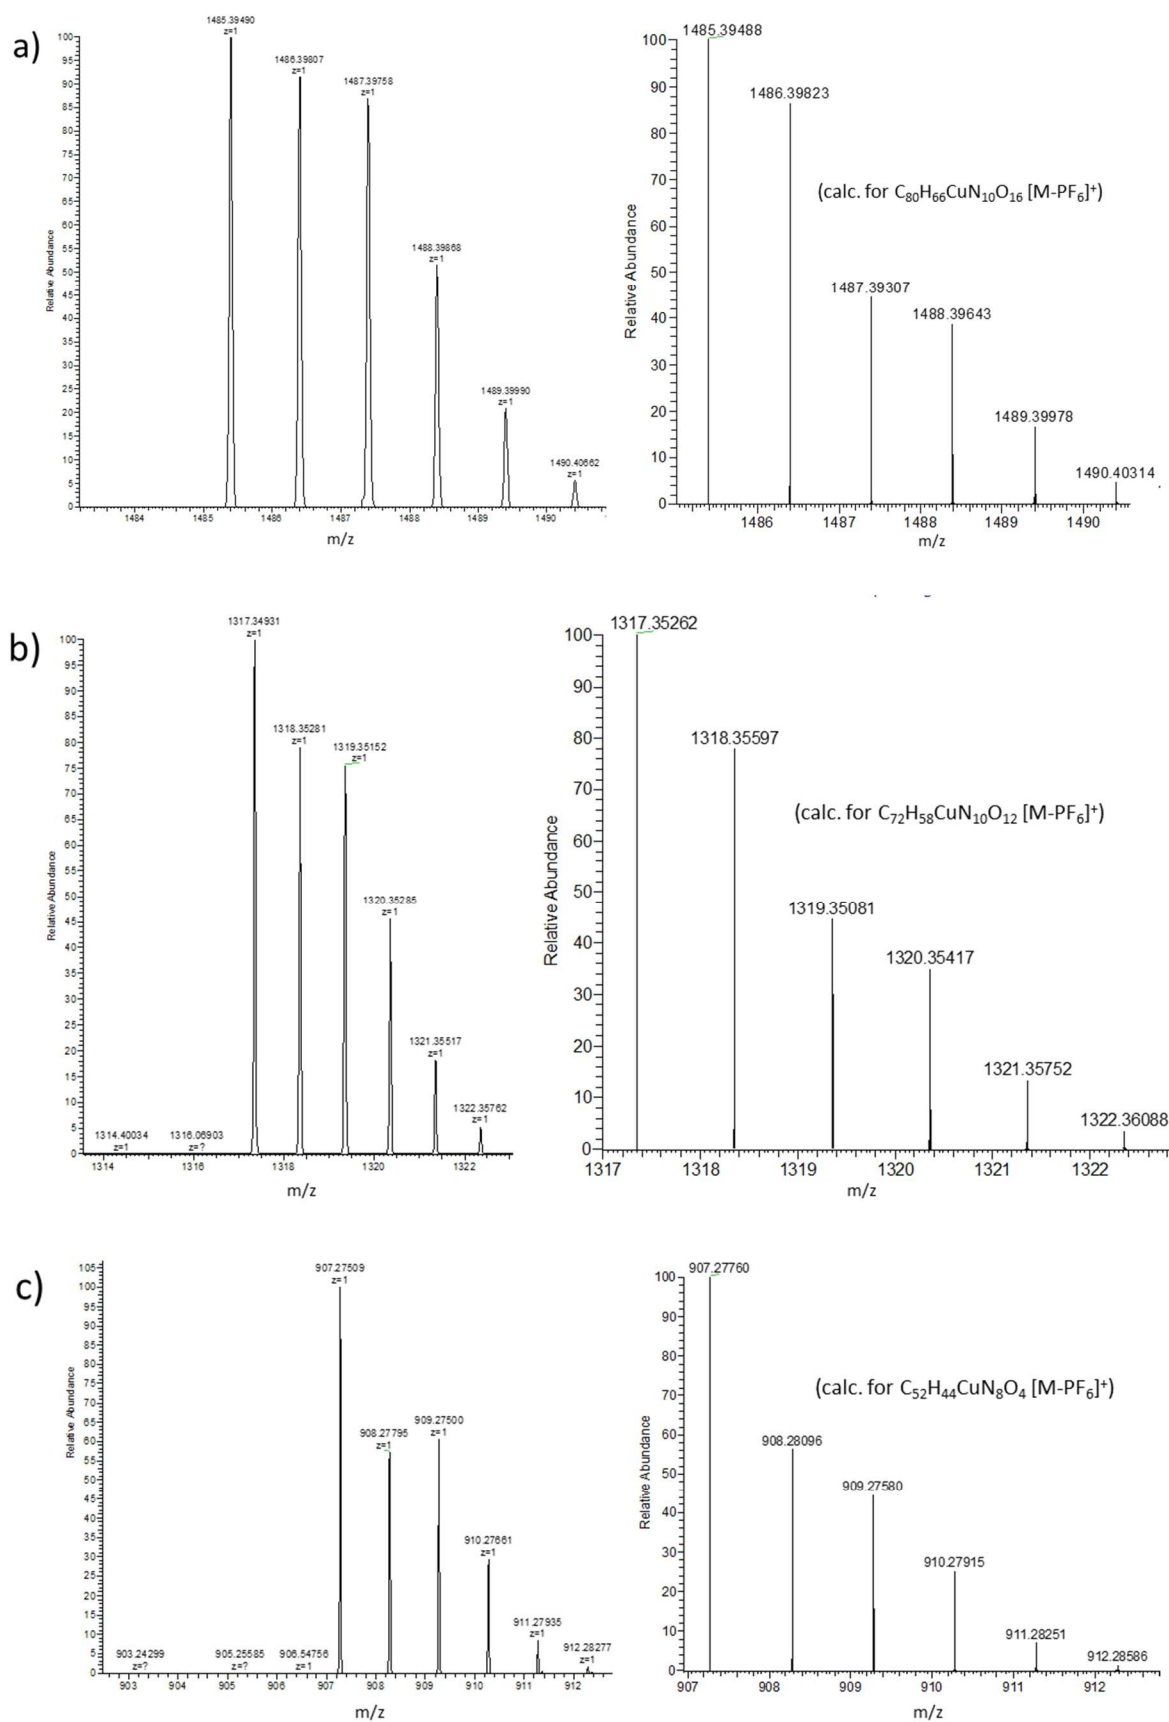 a)
1485.39490
z=1
1486.39807
z=1
1487.39758
z=1
1488.39868
z=1
1489.39990
z=1
1490.40662
z=1
100
95
90
85
80
75
70
65
60
55
50
45
40
35
30
25
20
15
10
5
0
Relative Abundance
1484 1485 1486 1487 1488 1489 1490
m/z
1485.39488
1486.39823
(calc. for C80H66CuN10O16 [M-PF6]+)
1487.39307
1488.39643
1489.39978
1490.40314
100
90
80
70
60
50
40
30
20
10
0
Relative Abundance
1486 1487 1488 1489 1490
m/z
b)
1317.34931
z=1
1318.35281
z=1
1319.35152
z=1
1320.35285
z=1
1321.35517
z=1
1322.35762
z=1
1314.40034
z=1
1316.06903
z=?
100
95
90
85
80
75
70
65
60
55
50
45
40
35
30
25
20
15
10
5
0
Relative Abundance
1314 1316 1318 1320 1322
m/z
1317.35262
1318.35597
(calc. for C72H58CuN10O12 [M-PF6]+)
1319.35081
1320.35417
1321.35752
1322.36088
100
90
80
70
60
50
40
30
20
10
0
Relative Abundance
1317 1318 1319 1320 1321 1322
m/z
c)
907.27509
z=1
908.27795
z=1
909.27500
z=1
910.27661
z=1
911.27935
z=1
912.28277
z=1
903.24299
z=?
905.25585
z=?
906.54756
z=1
105
100
95
90
85
80
75
70
65
60
55
50
45
40
35
30
25
20
15
10
5
0
Relative Abundance
903 904 905 906 907 908 909 910 911 912
m/z
907.27760
(calc. for C52H44CuN8O4 [M-PF6]+)
908.28096
909.27580
910.27915
911.28251
912.28586
100
90
80
70
60
50
40
30
20
10
0
Relative Abundance
907 908 909 910 911 912
m/z